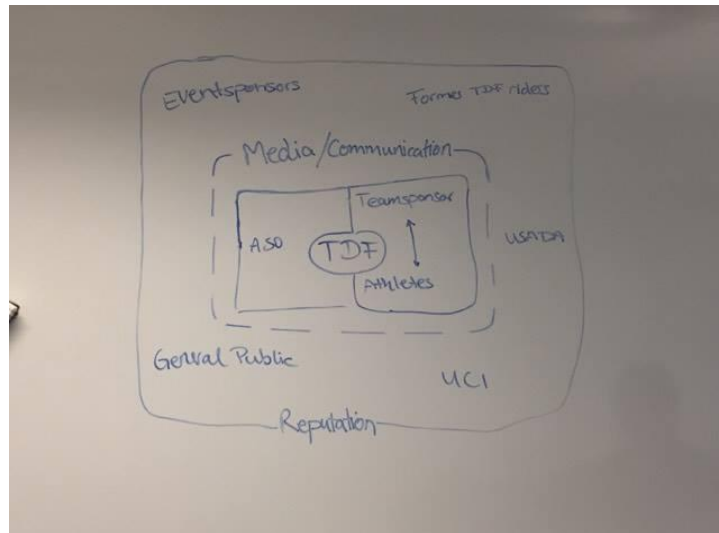 Eventsponsors
Former TDF riders
Media/Communication
Teamsponsor
ASO
TDF
USADA
Athletes
General Public
UCI
Reputation